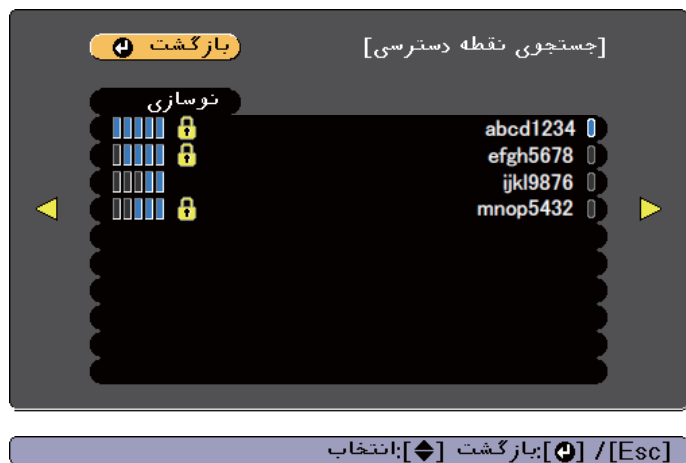 [جستجوی نقطه دسترسی]
بازگشت
نوسازی
abcd1234
efgh5678
ijkl9876
mnop5432
[Esc] / [⏎]:بازگشت [◆]:انتخاب